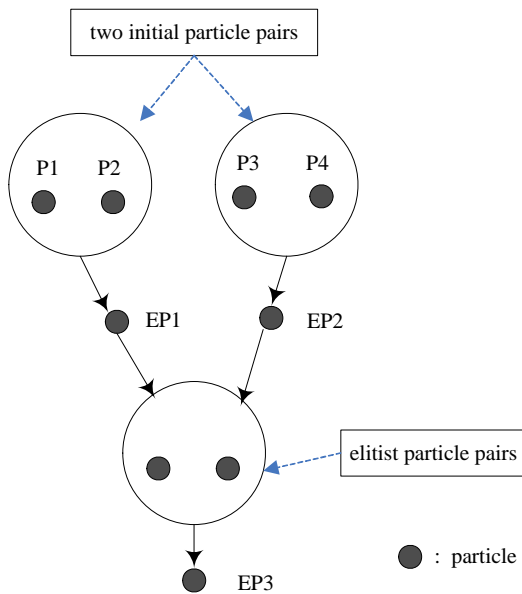 two initial particle pairs
P1 P2 P3 P4
EP1 EP2
elitist particle pairs
: particle
EP3